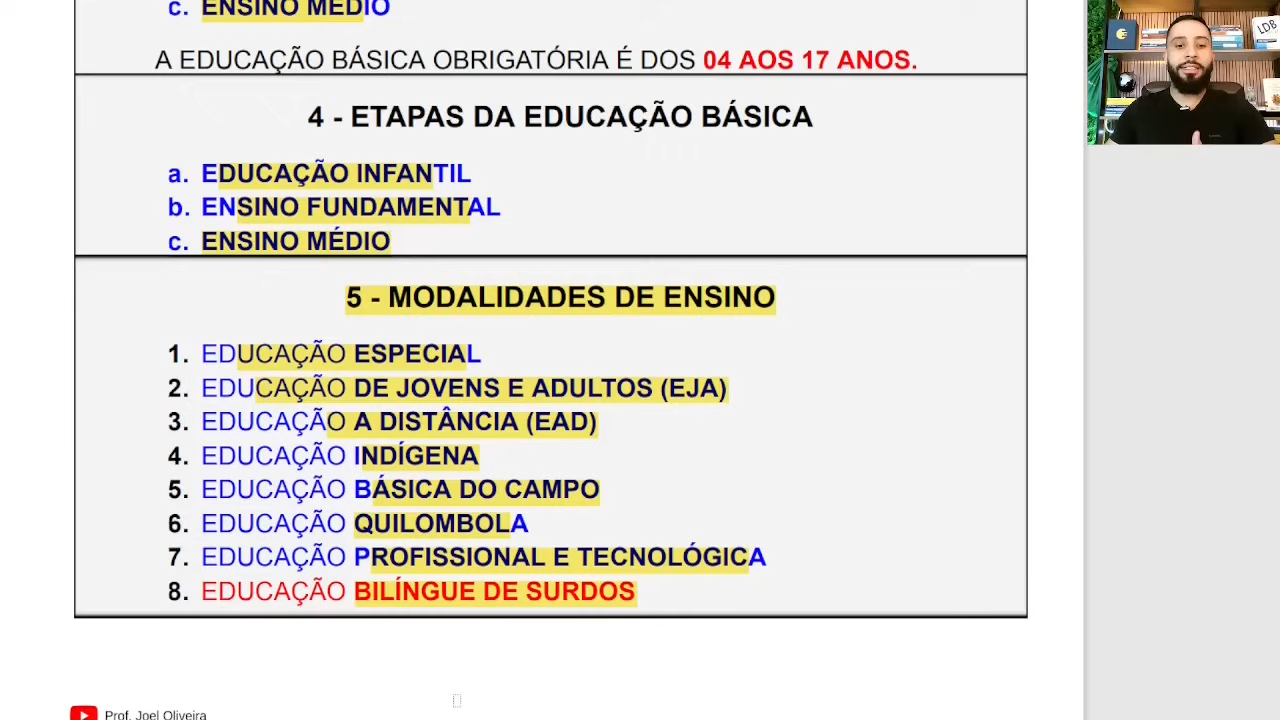 c. ENSINO MÉDIO
A EDUCAÇÃO BÁSICA OBRIGATÓRIA É DOS 04 AOS 17 ANOS.
4 - ETAPAS DA EDUCAÇÃO BÁSICA
a. EDUCAÇÃO INFANTIL
b. ENSINO FUNDAMENTAL
c. ENSINO MÉDIO
5 - MODALIDADES DE ENSINO
1. EDUCAÇÃO ESPECIAL
2. EDUCAÇÃO DE JOVENS E ADULTOS (EJA)
3. EDUCAÇÃO A DISTÂNCIA (EAD)
4. EDUCAÇÃO INDÍGENA
5. EDUCAÇÃO BÁSICA DO CAMPO
6. EDUCAÇÃO QUILOMBOLA
7. EDUCAÇÃO PROFISSIONAL E TECNOLÓGICA
8. EDUCAÇÃO BILÍNGUE DE SURDOS
Prof. Joel Oliveira
LDB